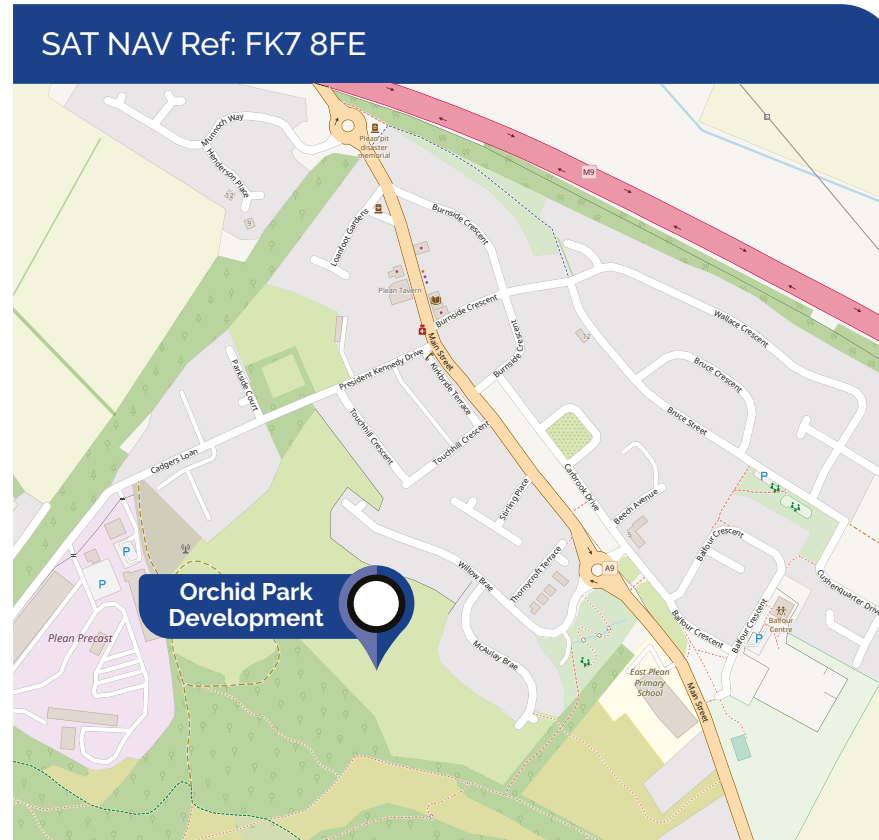 SAT NAV Ref: FK7 8FE
Munnoch Way
Plean pit
disaster
memorial
Henderson Place
M9
12
9
Loanfoot Gardens
Burnside Crescent
Plean Tavern
Burnside Crescent
Wallace Crescent
Main Street
Burnside Crescent
12
President Kennedy Drive
Kirkbride Terrace
Bruce Crescent
Parkside Court
Touchhill Crescent
Bruce Street
Touchhill Crescent
Cadgers Loan
Carbrook Drive
P
Stirling Place
Beech Avenue
P
Balfour Crescent
Thornycroft Terrace
A9
Willow Brae
P
Orchid Park
Development
Cushenquarter Drive
Balfour Crescent
Balfour Crescent
Balfour
Centre
P
Plean Precast
McAulay Brae
East Plean
Primary
School
Main Street